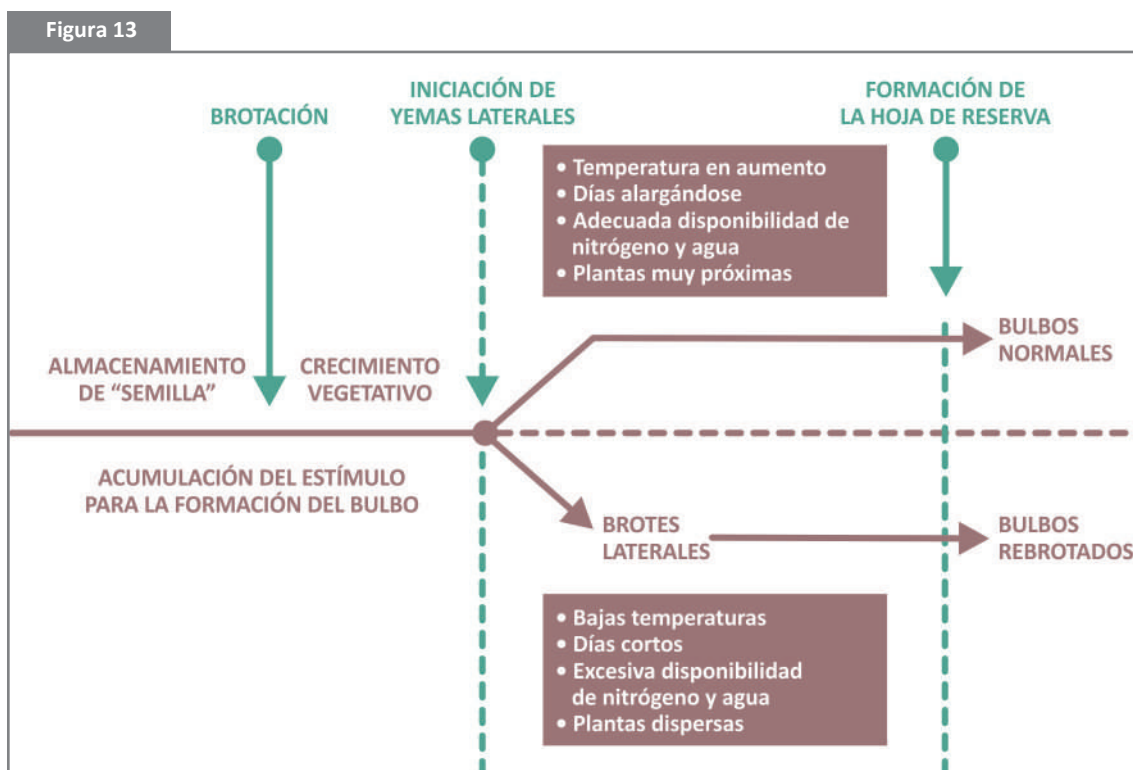 Figura 13
BROTACIÓN
INICIACIÓN DE
YEMAS LATERALES
FORMACIÓN DE
LA HOJA DE RESERVA
• Temperatura en aumento
• Días alargándose
• Adecuada disponibilidad de
nitrógeno y agua
• Plantas muy próximas
ALMACENAMIENTO
DE “SEMILLA”
CRECIMIENTO
VEGETATIVO
BULBOS
NORMALES
ACUMULACIÓN DEL ESTÍMULO
PARA LA FORMACIÓN DEL BULBO
BROTES
LATERALES
BULBOS
REBROTADOS
• Bajas temperaturas
• Días cortos
• Excesiva disponibilidad
de nitrógeno y agua
• Plantas dispersas